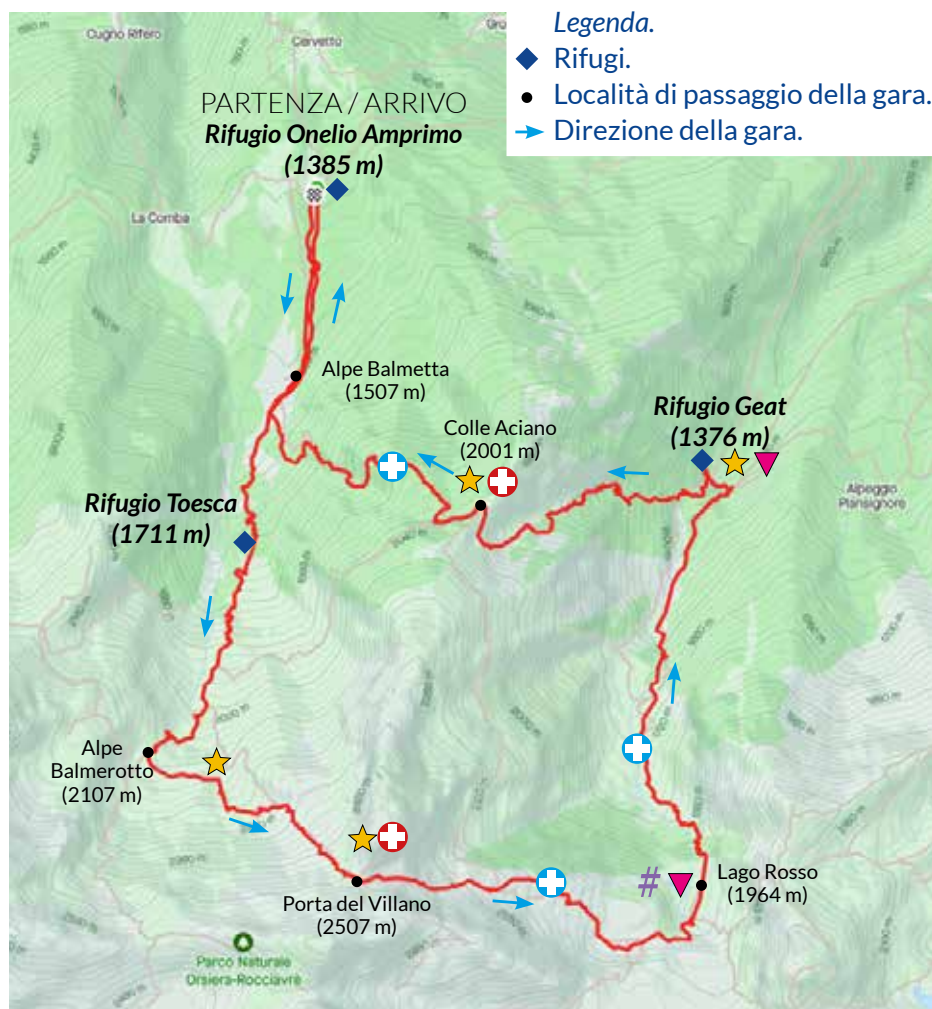 Legenda.
Rifugi.
Località di passaggio della gara.
Direzione della gara.
Cugno Rifero
Cervetto
PARTENZA / ARRIVO
Rifugio Onelio Amprimo
(1385 m)
La Comba
Alpe Balmetta
(1507 m)
Colle Aciano
(2001 m)
Rifugio Geat
(1376 m)
Alpeggio
Plansignore
Rifugio Toesca
(1711 m)
Alpe
Balmerotto
(2107 m)
Porta del Villano
(2507 m)
#
Lago Rosso
(1964 m)
Parco Naturale
Orsiera-Rocciavrè